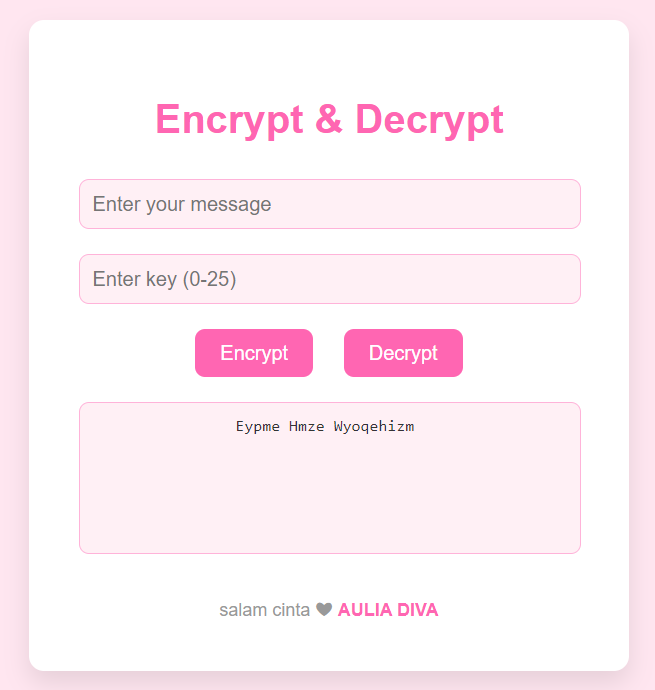 Encrypt & Decrypt
Enter your message
Enter key (0-25)
Encrypt Decrypt
Eypme Hmze Wyoqehizm
salam cinta ♥ AULIA DIVA